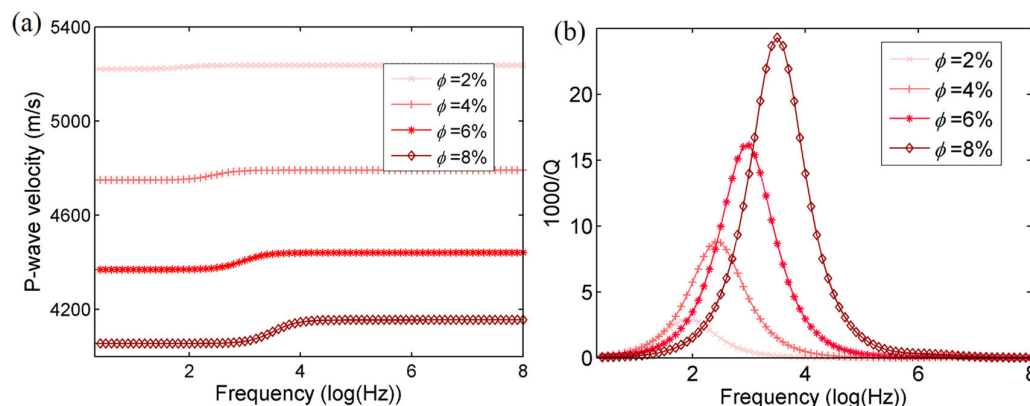 (a)
5400
5000
4600
4200
P-wave velocity (m/s)
ϕ=2%
ϕ=4%
ϕ=6%
ϕ=8%
2 4 6 8
Frequency (log(Hz))
(b)
20
15
10
5
0
1000/Q
ϕ=2%
ϕ=4%
ϕ=6%
ϕ=8%
2 4 6 8
Frequency (log(Hz))